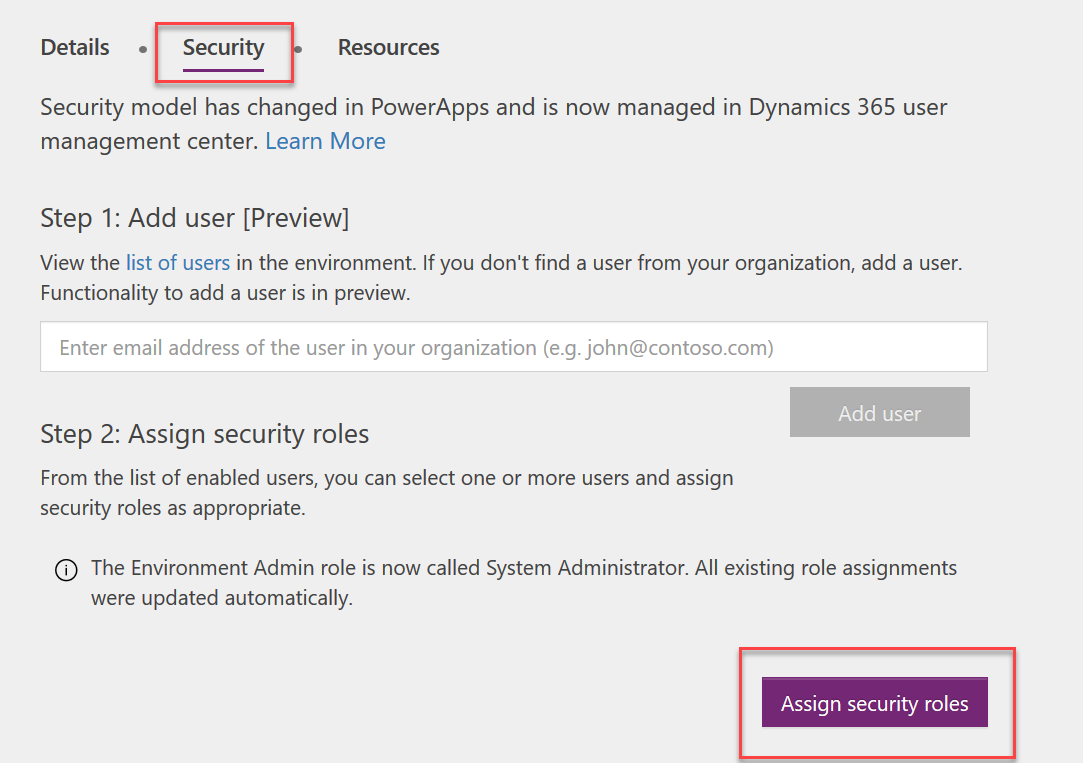 Details • Security • Resources
Security model has changed in PowerApps and is now managed in Dynamics 365 user
management center. Learn More
Step 1: Add user [Preview]
View the list of users in the environment. If you don't find a user from your organization, add a user.
Functionality to add a user is in preview.
Enter email address of the user in your organization (e.g. john@contoso.com)
Add user
Step 2: Assign security roles
From the list of enabled users, you can select one or more users and assign
security roles as appropriate.
The Environment Admin role is now called System Administrator. All existing role assignments
were updated automatically.
Assign security roles